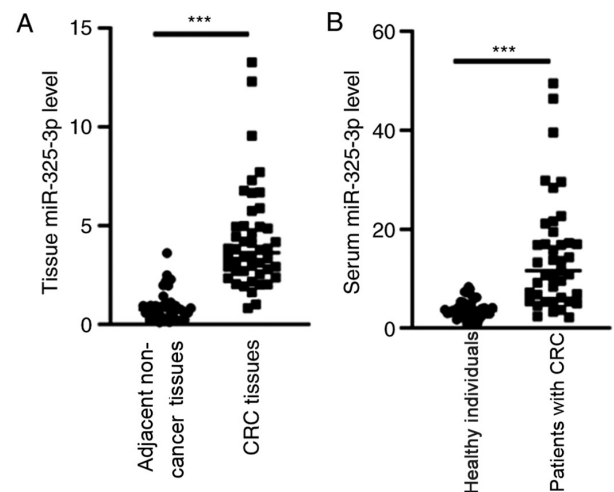 A
***
Tissue miR-325-3p level
15
10
5
0
Adjacent non-
cancer tissues
CRC tissues
B
***
Serum miR-325-3p level
60
40
20
0
Healthy individuals
Patients with CRC